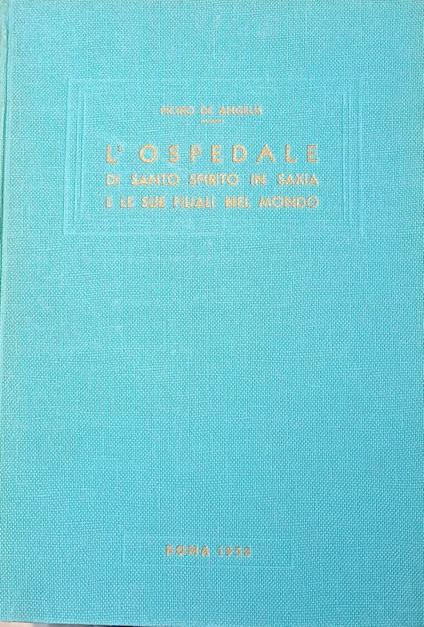 PIETRO DE ANGELIS
L'OSPEDALE
DI SANTO SPIRITO IN SAXIA
E LE SUE FILIALI NEL MONDO
ROMA 1958